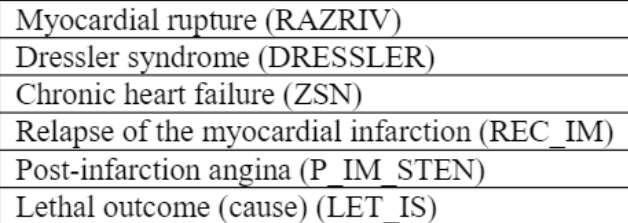 Myocardial rupture (RAZRIV)
Dressler syndrome (DRESSLER)
Chronic heart failure (ZSN)
Relapse of the myocardial infarction (REC_IM)
Post-infarction angina (P_IM_STEN)
Lethal outcome (cause) (LET_IS)